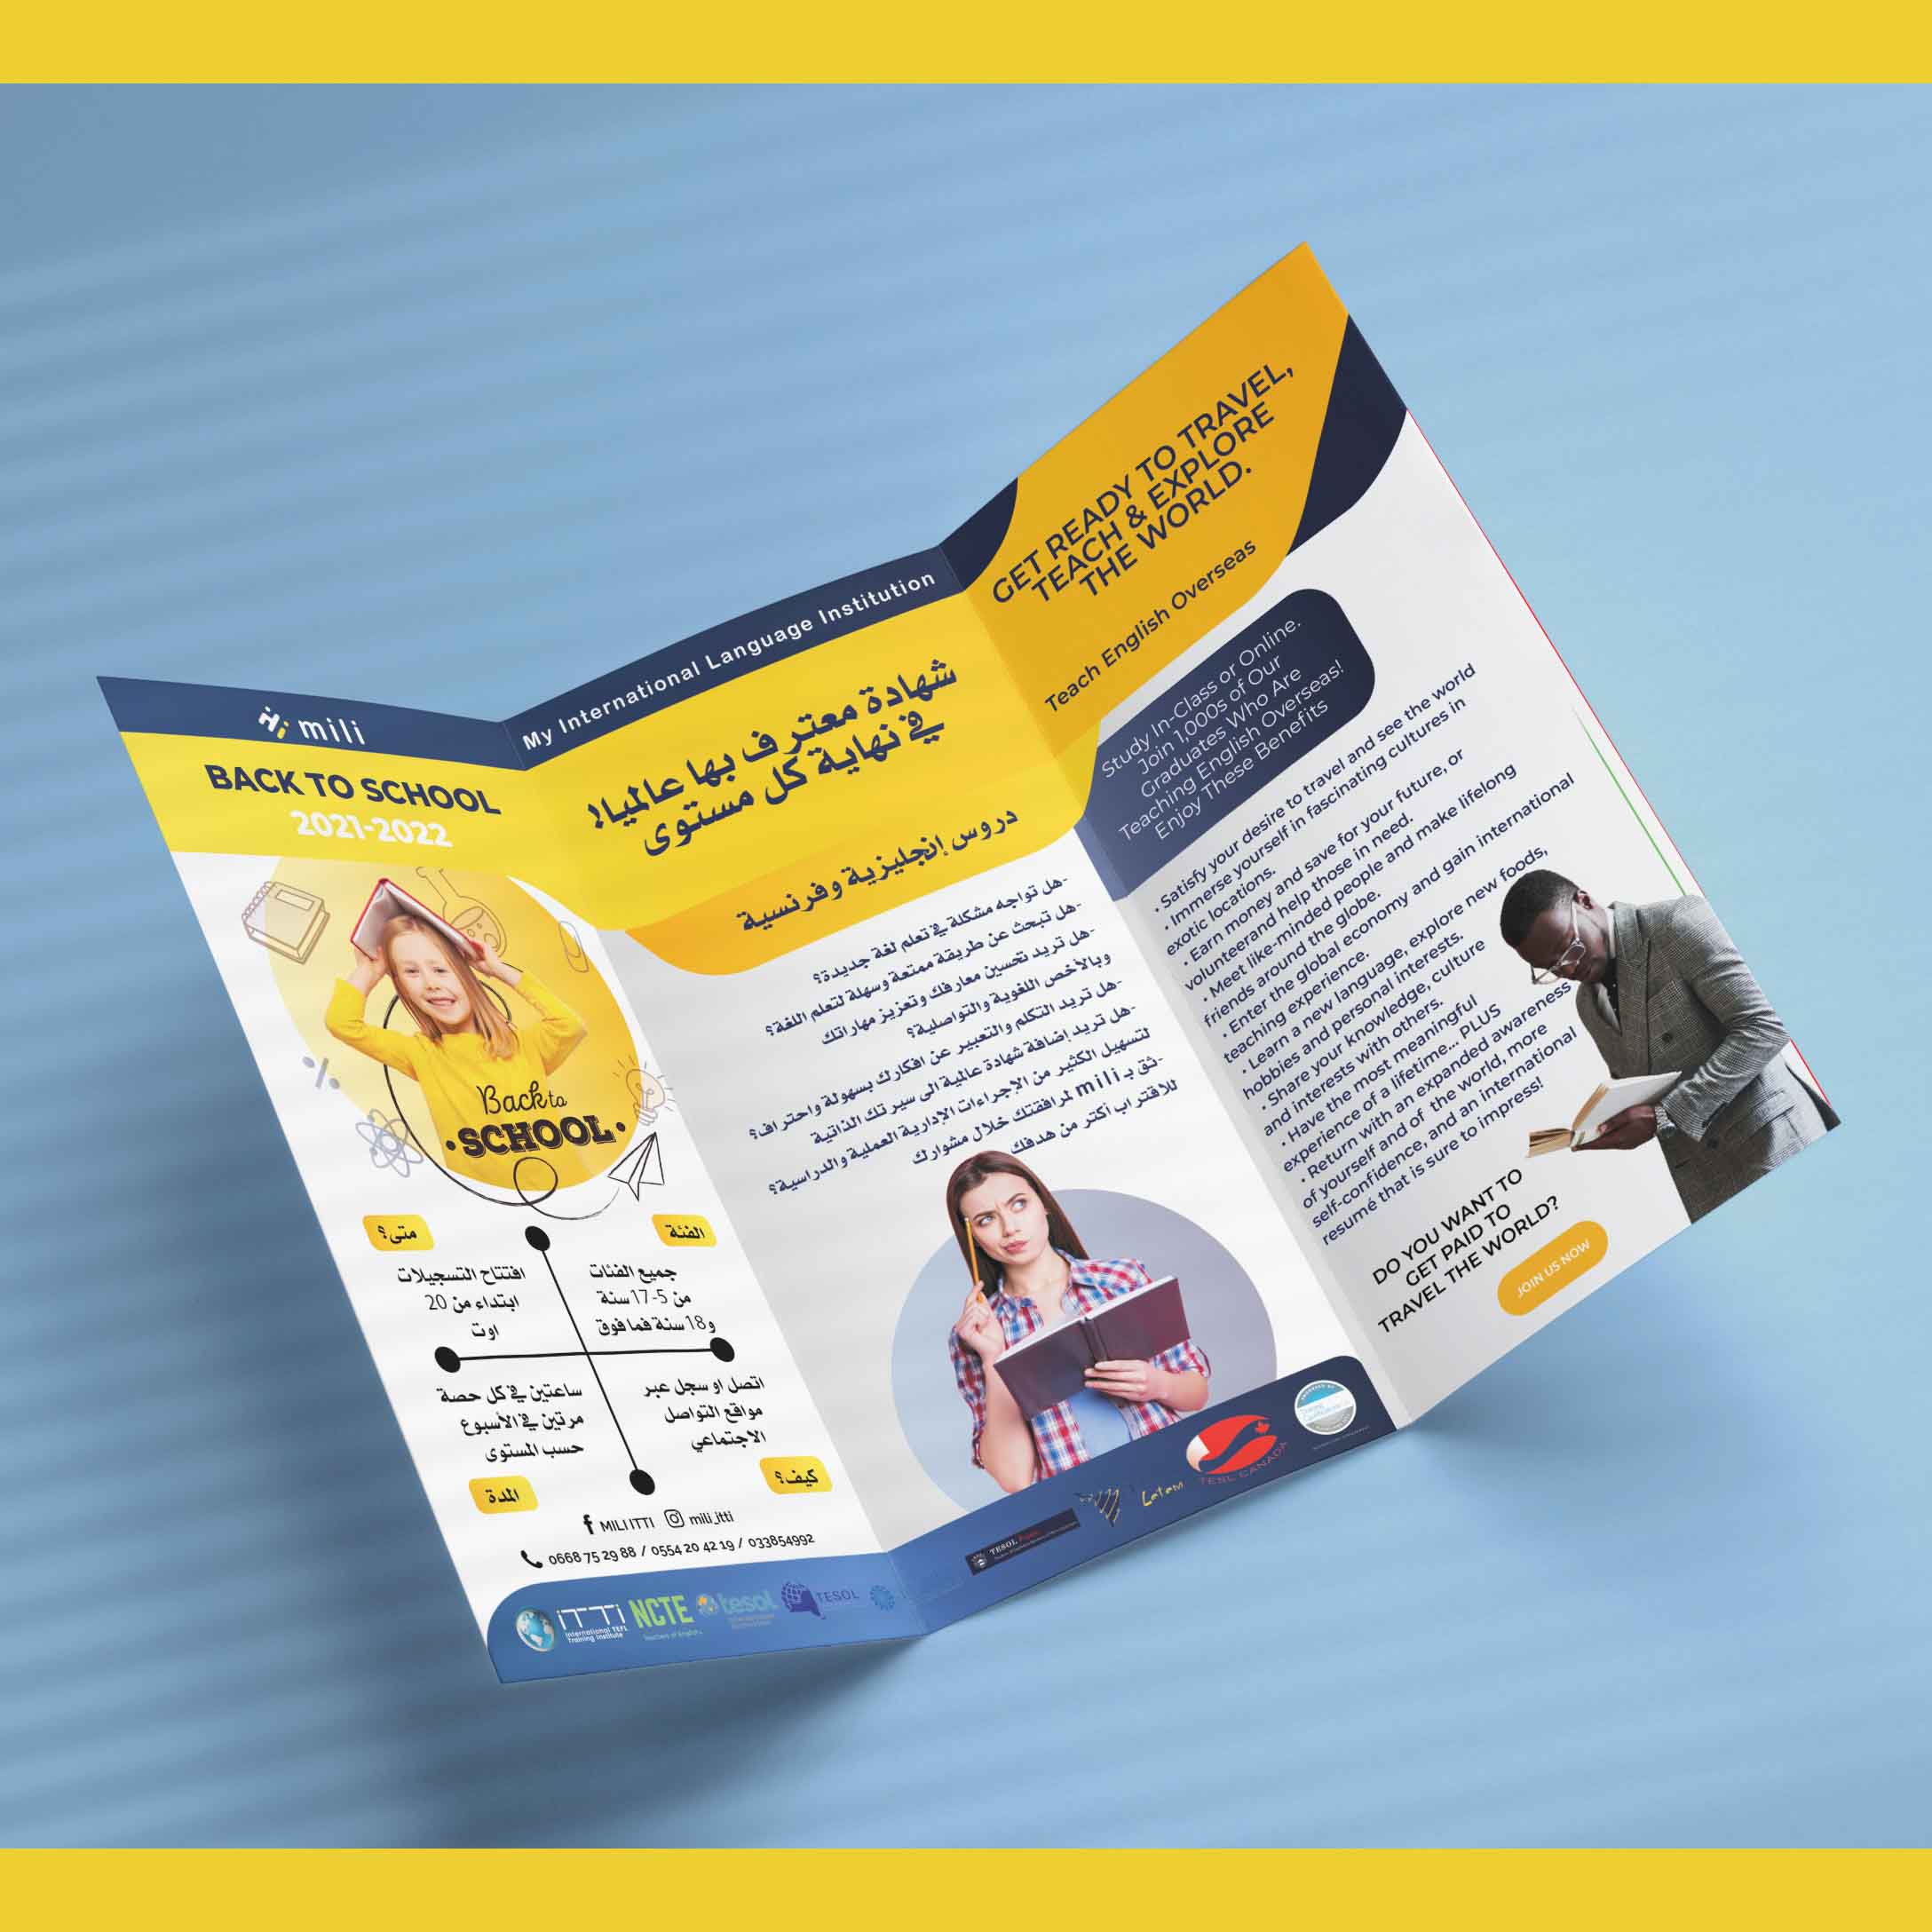 mili
BACK TO SCHOOL
2021-2022
Back to
•SCHOOL•
متى؟
افتتاح التسجيلات
ابتداء من 20
اوت
الفئة
جميع الفئات
من 5-17 سنة
و18 سنة فما فوق
ساعتين في كل حصة
مرتين في الأسبوع
حسب المستوى
المدة
اتصل او سجل عبر
مواقع التواصل
الاجتماعي
كيف؟
MILI ITTI mili_itti
0668 75 29 88 / 0554 20 42 19 / 033854992
iTTi
International TEFL
Training Institute
NCTE
Teachers of English
tesol
TESOL
My International Language Institution
شهادة معترف بها عالميا!
في نهاية كل مستوى
دروس إنجليزية وفرنسية
-هل تواجه مشكلة في تعلم لغة جديدة؟
-هل تبحث عن طريقة ممتعة وسهلة لتعلم اللغة؟
-هل تريد تحسين معارفك وتعزيز مهاراتك
وبالأخص اللغوية والتواصلية؟
-هل تريد التكلم والتعبير عن افكارك بسهولة واحتراف؟
-هل تريد إضافة شهادة عالمية الى سيرتك الذاتية
لتسهيل الكثير من الإجراءات الإدارية العملية والدراسية؟
-ثق بـ mili لمرافقتك خلال مشوارك
للاقتراب أكثر من هدفك
TESOL
Latam
TESL CANADA
GET READY TO TRAVEL,
TEACH & EXPLORE
THE WORLD.
Teach English Overseas
Study In-Class or Online.
Join 1,000s of Our
Graduates Who Are
Teaching English Overseas!
Enjoy These Benefits
• Satisfy your desire to travel and see the world
• Immerse yourself in fascinating cultures in
exotic locations.
• Earn money and save for your future, or
volunteerand help those in need.
• Meet like-minded people and make lifelong
friends around the globe.
• Enter the global economy and gain international
teaching experience.
• Learn a new language, explore new foods,
hobbies and personal interests.
• Share your knowledge, culture
and interests with others.
• Have the most meaningful
experience of a lifetime... PLUS
• Return with an expanded awareness
of yourself and of the world, more
self-confidence, and an international
resumé that is sure to impress!
DO YOU WANT TO
GET PAID TO
TRAVEL THE WORLD?
JOIN US NOW